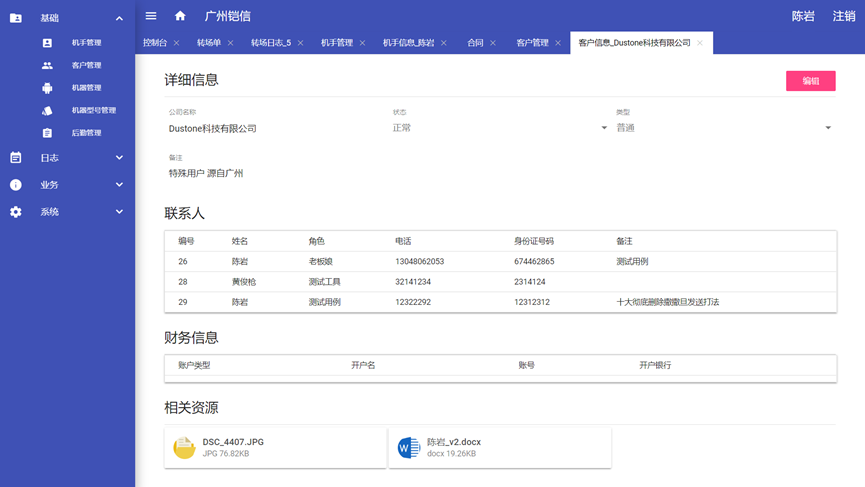 基础
机手管理
客户管理
机器管理
机器型号管理
后勤管理
日志
业务
系统
广州铠信
陈岩 注销
控制台 转场单 转场日志_5 机手管理 机手信息_陈岩 合同 客户管理 客户信息_Dustone科技有限公司
详细信息
编辑
公司名称 状态 类型
Dustone科技有限公司 正常 普通
备注
特殊用户 源自广州
联系人
编号 姓名 角色 电话 身份证号码 备注
26 陈岩 老板娘 13048062053 674462865 测试用例
28 黄俊枪 测试工具 32141234 2314124
29 陈岩 测试用例 12322292 12312312 十大彻底删除撒撒旦发送打法
财务信息
账户类型 开户名 账号 开户银行
相关资源
DSC_4407.JPG
JPG 76.82KB
陈岩_v2.docx
docx 19.26KB